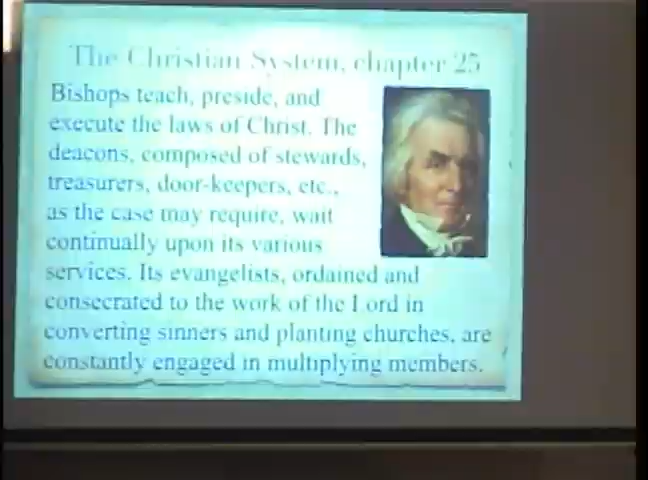 The Christian System, chapter 25
Bishops teach, preside, and
execute the laws of Christ. The
deacons, composed of stewards,
treasurers, door-keepers, etc.,
as the case may require, wait
continually upon its various
services. Its evangelists, ordained and
consecrated to the work of the Lord in
converting sinners and planting churches, are
constantly engaged in multiplying members.